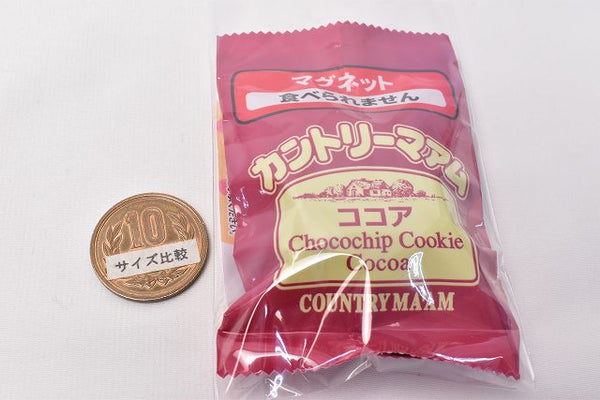 マグネット
食べられません
カントリーマアム
ココア
Chocochip Cookie
Cocoa
COUNTRY MAAM
10
サイズ比較